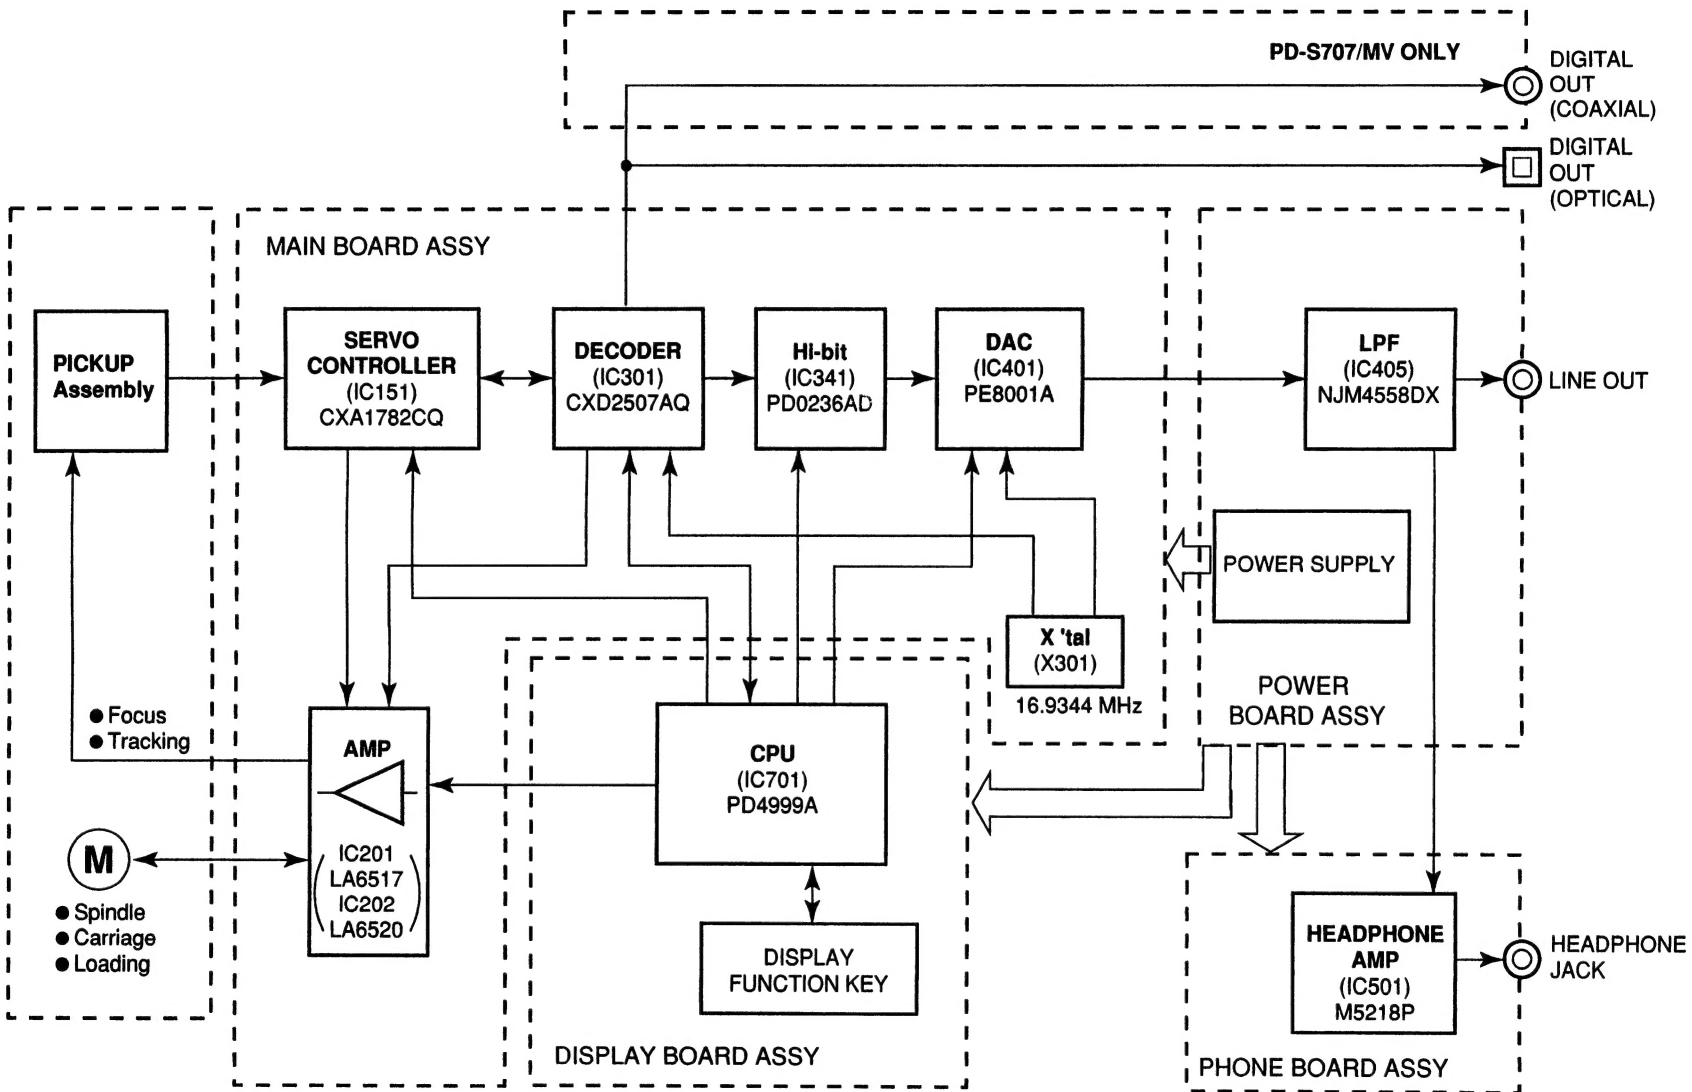 PD-S707/MV ONLY
DIGITAL
OUT
(COAXIAL)
DIGITAL
OUT
(OPTICAL)
MAIN BOARD ASSY
PICKUP
Assembly
SERVO
CONTROLLER
(IC151)
CXA1782CQ
DECODER
(IC301)
CXD2507AQ
Hi-bit
(IC341)
PD0236AD
DAC
(IC401)
PE8001A
LPF
(IC405)
NJM4558DX
LINE OUT
POWER SUPPLY
X 'tal
(X301)
16.9344 MHz
POWER
BOARD ASSY
● Focus
● Tracking
AMP
IC201
LA6517
IC202
LA6520
CPU
(IC701)
PD4999A
M
● Spindle
● Carriage
● Loading
DISPLAY
FUNCTION KEY
DISPLAY BOARD ASSY
HEADPHONE
AMP
(IC501)
M5218P
HEADPHONE
JACK
PHONE BOARD ASSY